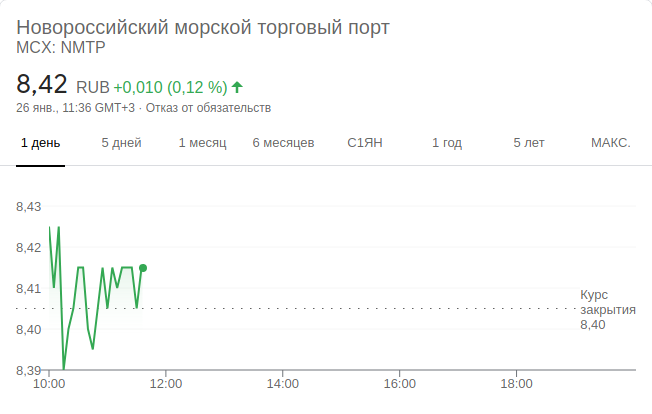 Новороссийский морской торговый порт
MCX: NMTP
8,42 RUB +0,010 (0,12 %)
26 янв., 11:36 GMT+3 · Отказ от обязательств
1 день 5 дней 1 месяц 6 месяцев С1ЯН 1 год 5 лет МАКС.
8,43
8,42
8,41
8,40
8,39
Курс
закрытия
8,40
10:00 12:00 14:00 16:00 18:00